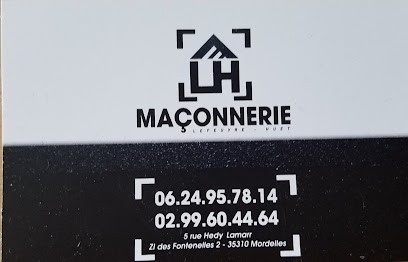 LH
MAÇONNERIE
LEFEUVRE - HUET
06.24.95.78.14
02.99.60.44.64
5 rue Hedy Lamarr
ZI des Fontenelles 2 - 35310 Mordelles